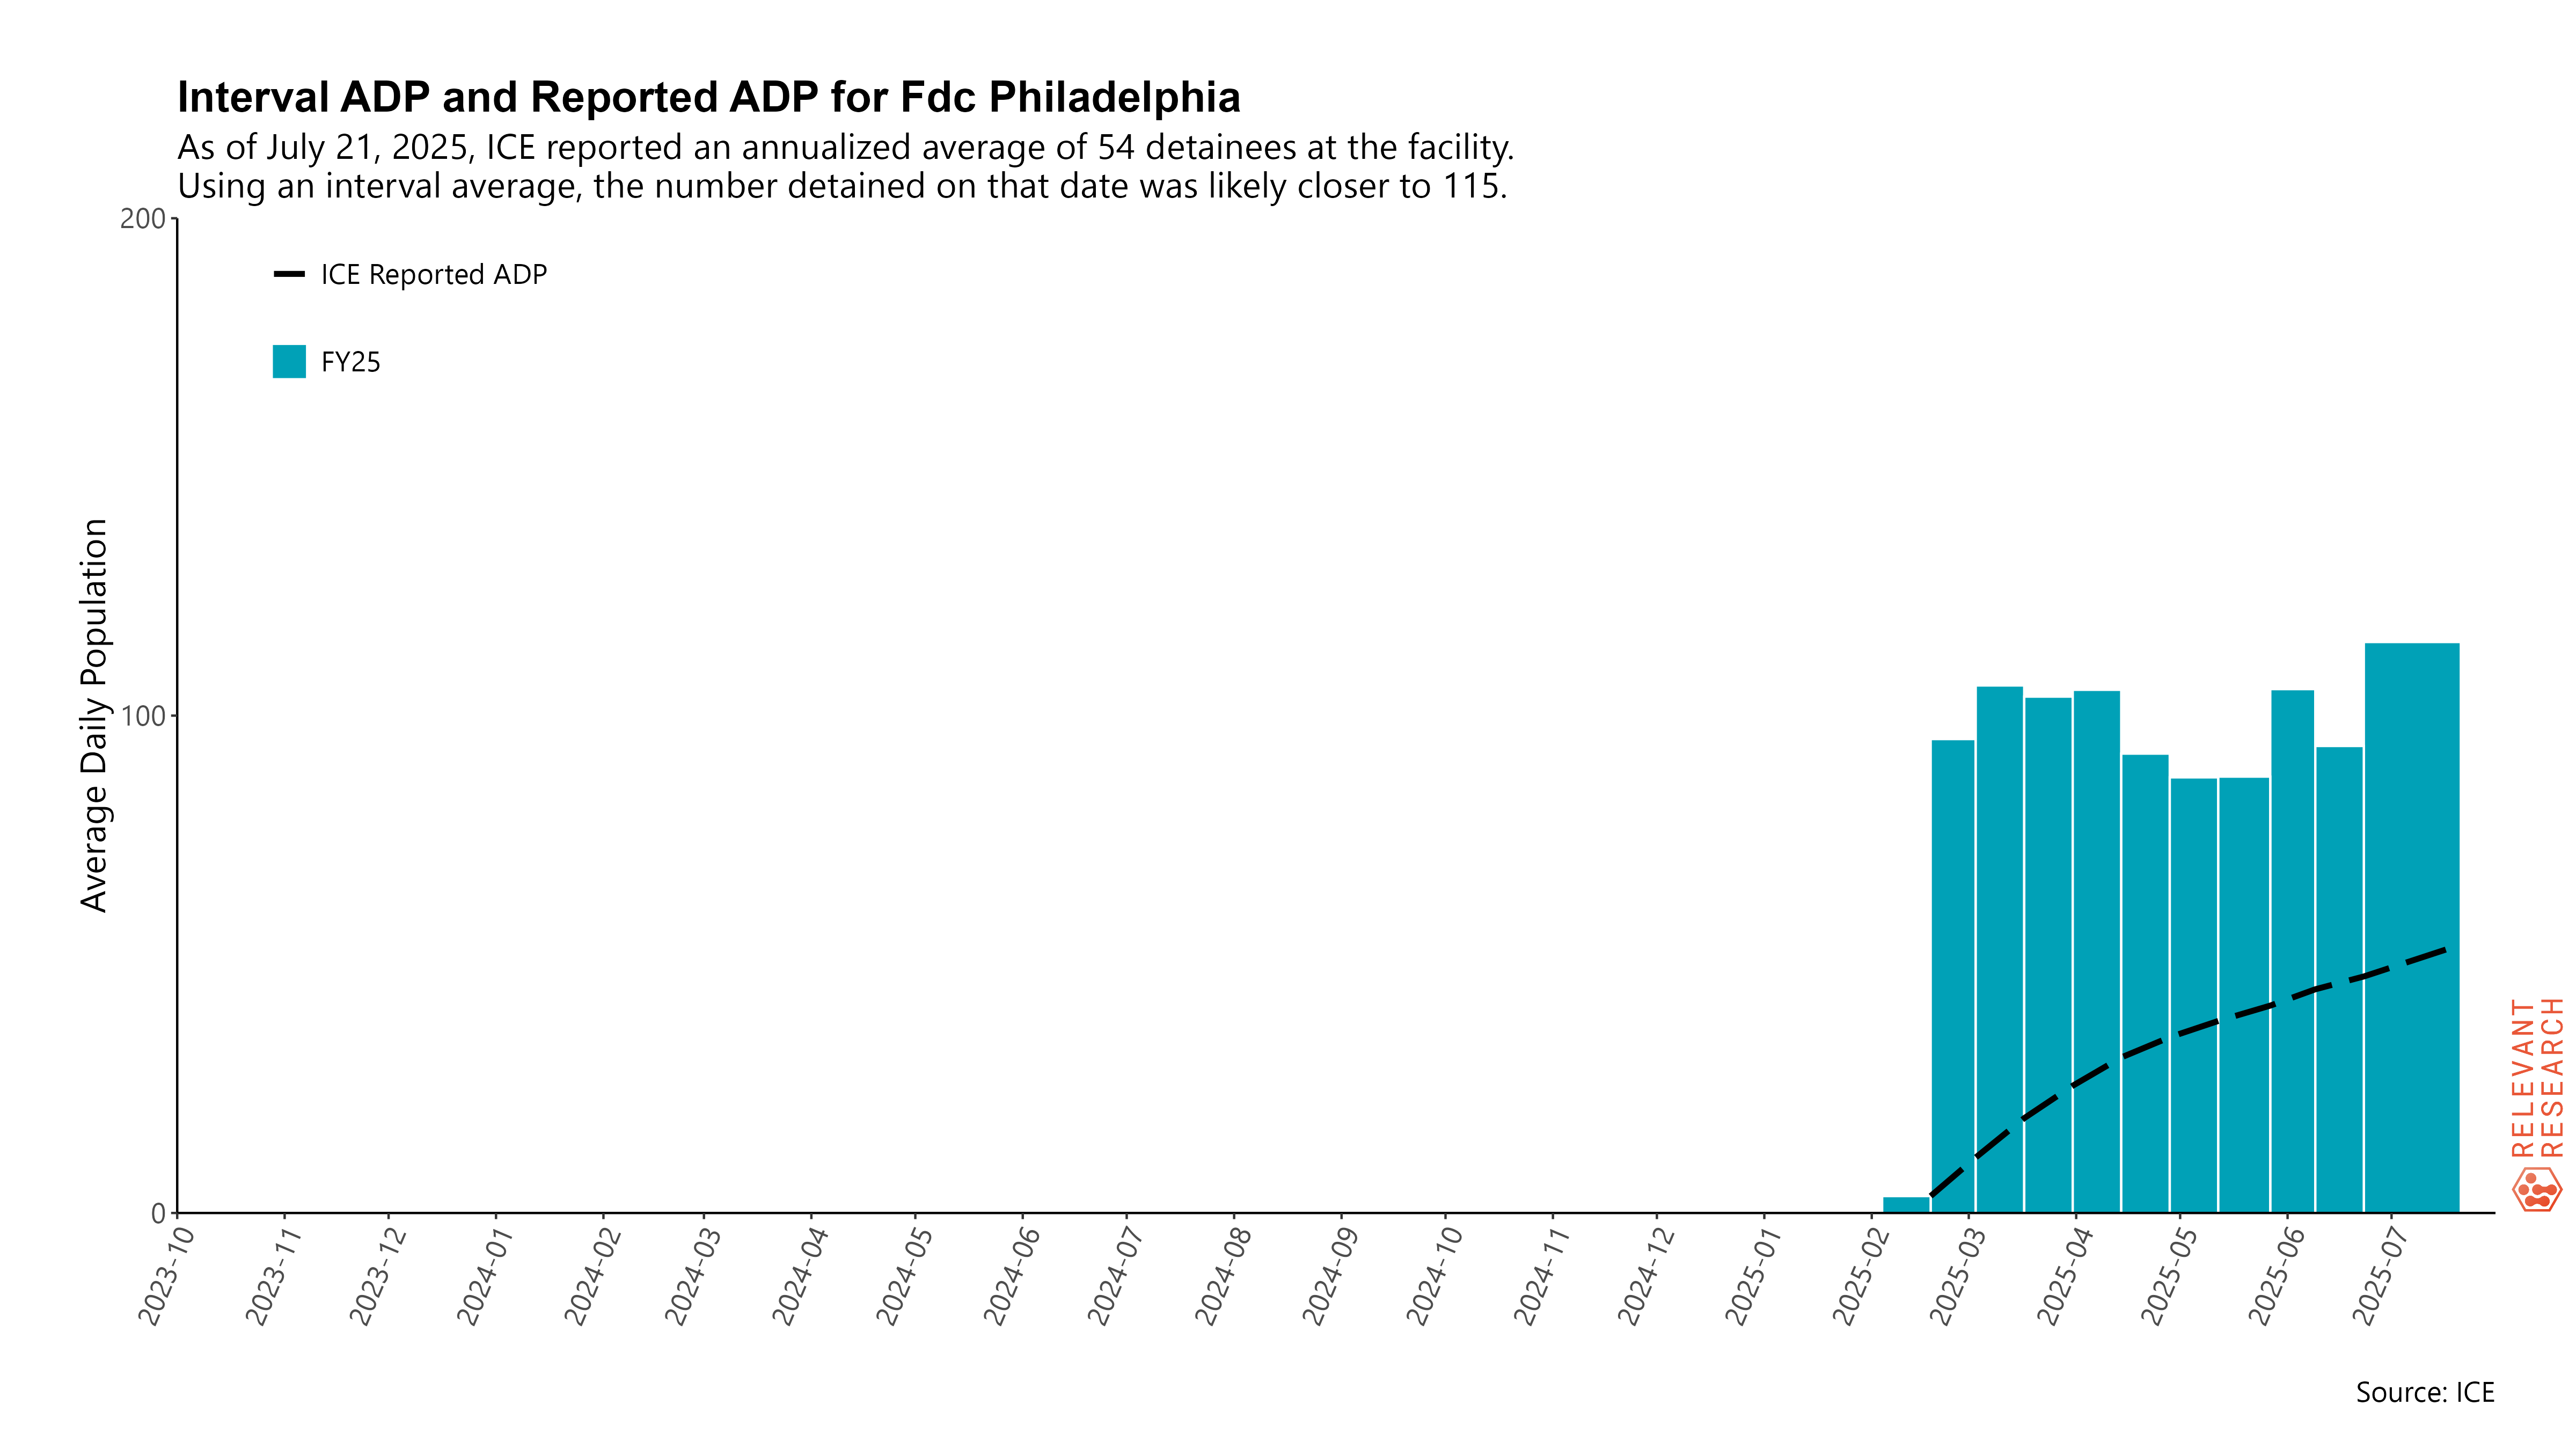 Interval ADP and Reported ADP for Fdc Philadelphia
As of July 21, 2025, ICE reported an annualized average of 54 detainees at the facility.
Using an interval average, the number detained on that date was likely closer to 115.
200
ICE Reported ADP
FY25
Average Daily Population
100
0
2023-10
2023-11
2023-12
2024-01
2024-02
2024-03
2024-04
2024-05
2024-06
2024-07
2024-08
2024-09
2024-10
2024-11
2024-12
2025-01
2025-02
2025-03
2025-04
2025-05
2025-06
2025-07
RELEVANT
RESEARCH
Source: ICE